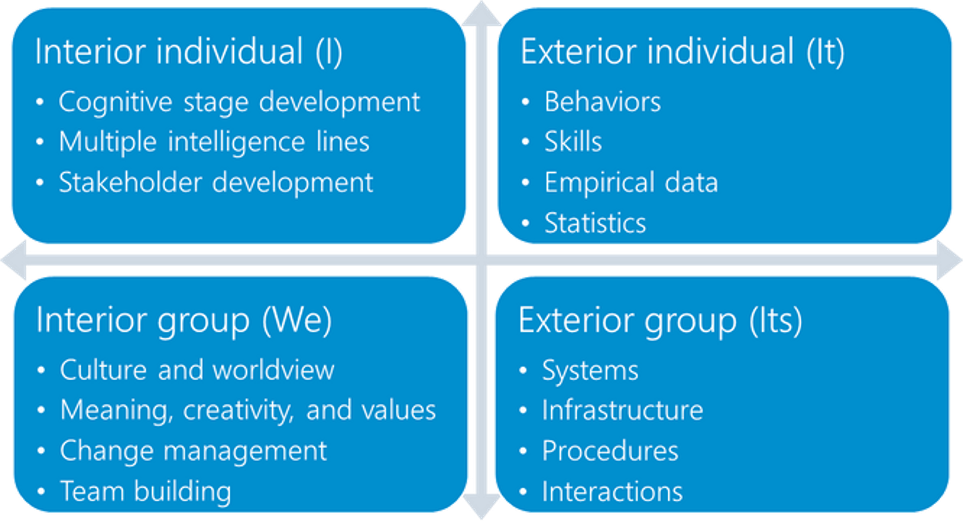 Interior individual (I)
• Cognitive stage development
• Multiple intelligence lines
• Stakeholder development
Exterior individual (It)
• Behaviors
• Skills
• Empirical data
• Statistics
Interior group (We)
• Culture and worldview
• Meaning, creativity, and values
• Change management
• Team building
Exterior group (Its)
• Systems
• Infrastructure
• Procedures
• Interactions